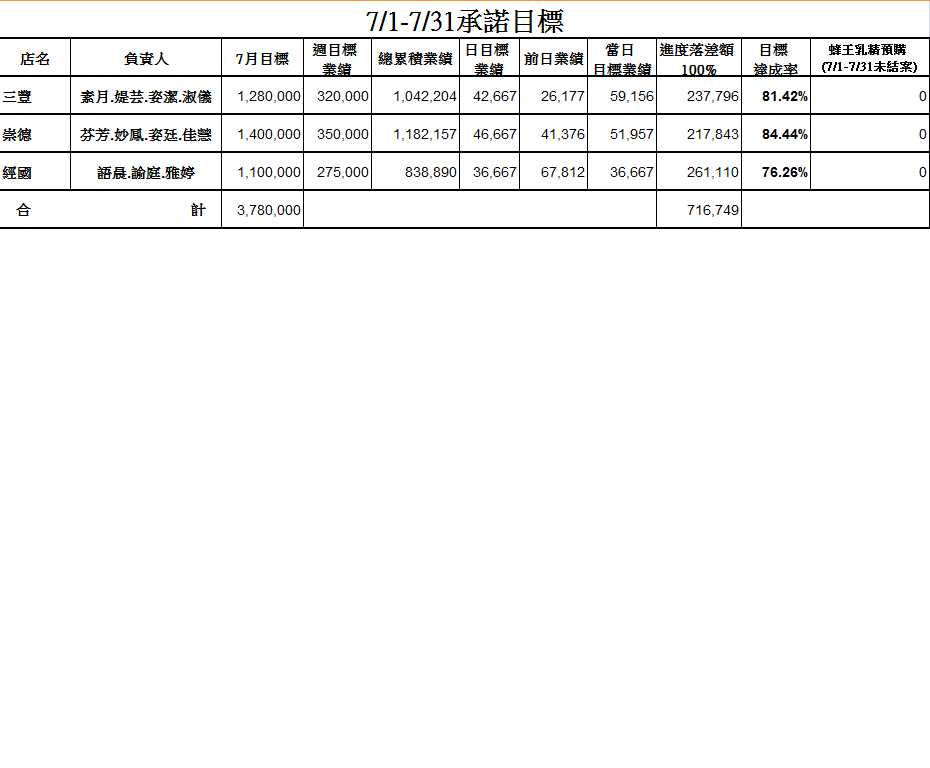 7/1-7/31承諾目標
店名 負責人 7月目標 週目標業績 總累積業績 日目標業績 前日業績 當日目標業績 進度落差額100% 目標達成率 蜂王乳精預購(7/1-7/31未結案)
三豐 素月.媞芸.姿潔.淑儀 1,280,000 320,000 1,042,204 42,667 26,177 59,156 237,796 81.42% 0
崇德 芬芳.妙鳳.姿廷.佳慧 1,400,000 350,000 1,182,157 46,667 41,376 51,957 217,843 84.44% 0
經國 語晨.諭庭.雅婷 1,100,000 275,000 838,890 36,667 67,812 36,667 261,110 76.26% 0
合計 3,780,000 716,749